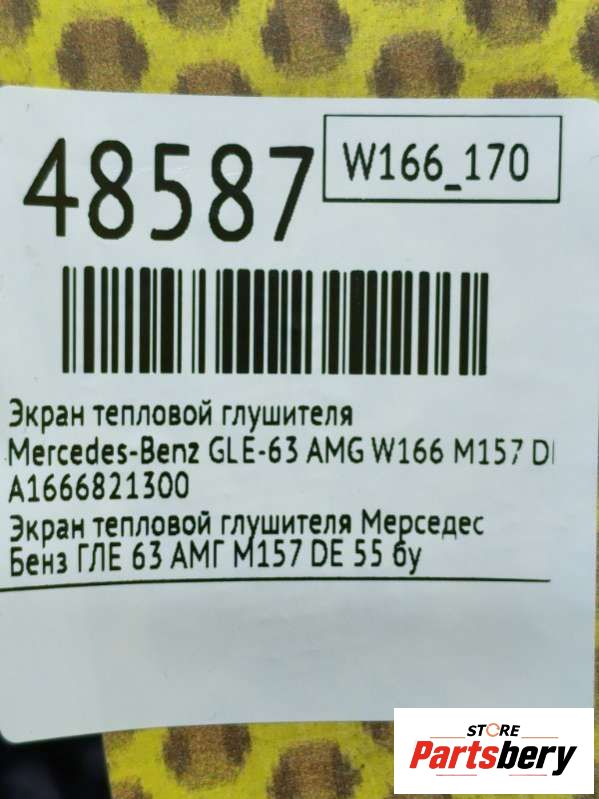 48587
W166_170
Экран тепловой глушителя
Mercedes-Benz GLE-63 AMG W166 M157
A1666821300
Экран тепловой глушителя Мерседес
Бенз ГЛЕ 63 АМГ М157 DE 55 бу
STORE
Partsbery